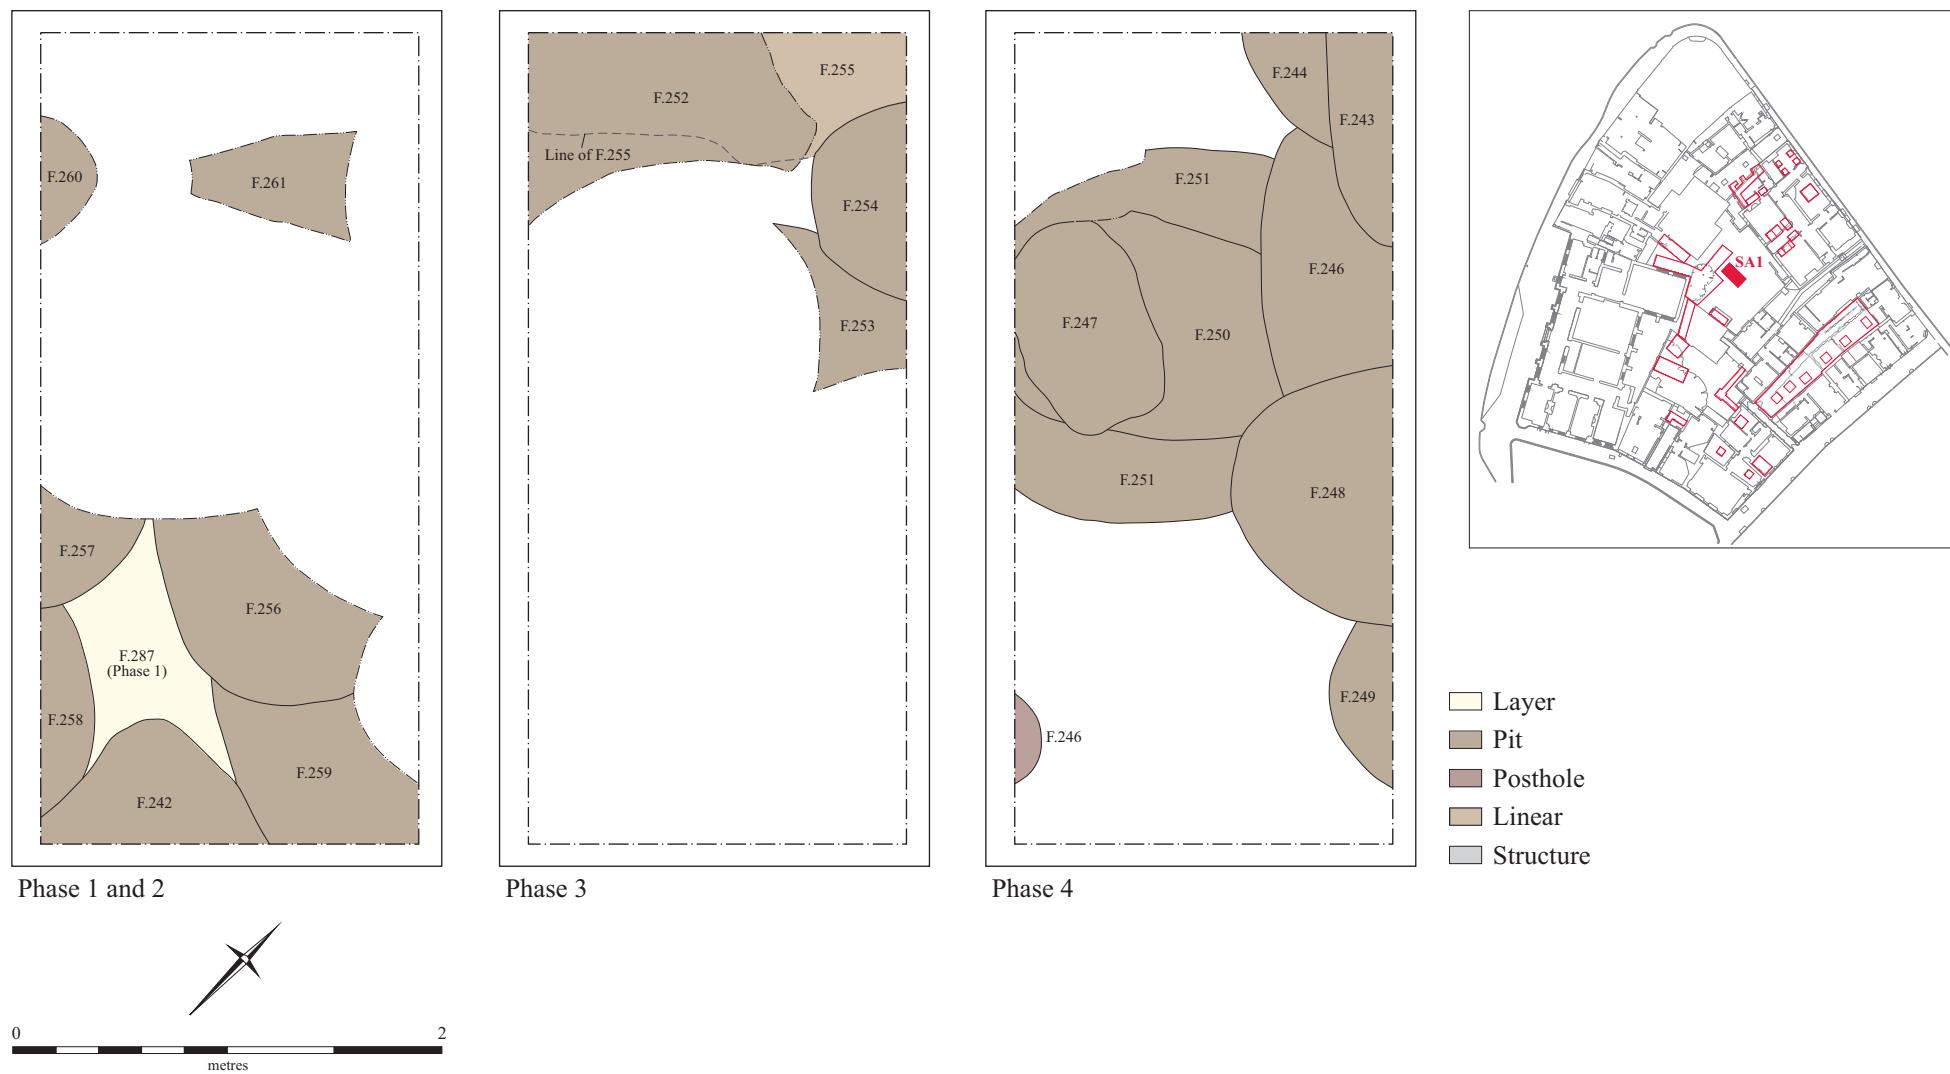 F.260
F.261
F.257
F.256
F.287
(Phase 1)
F.258
F.259
F.242
Phase 1 and 2
F.255
F.252
Line of F.255
F.254
F.253
Phase 3
F.244
F.243
F.251
F.246
F.247
F.250
F.251
F.248
F.249
F.246
Phase 4
SA1
Layer
Pit
Posthole
Linear
Structure
0 2
metres